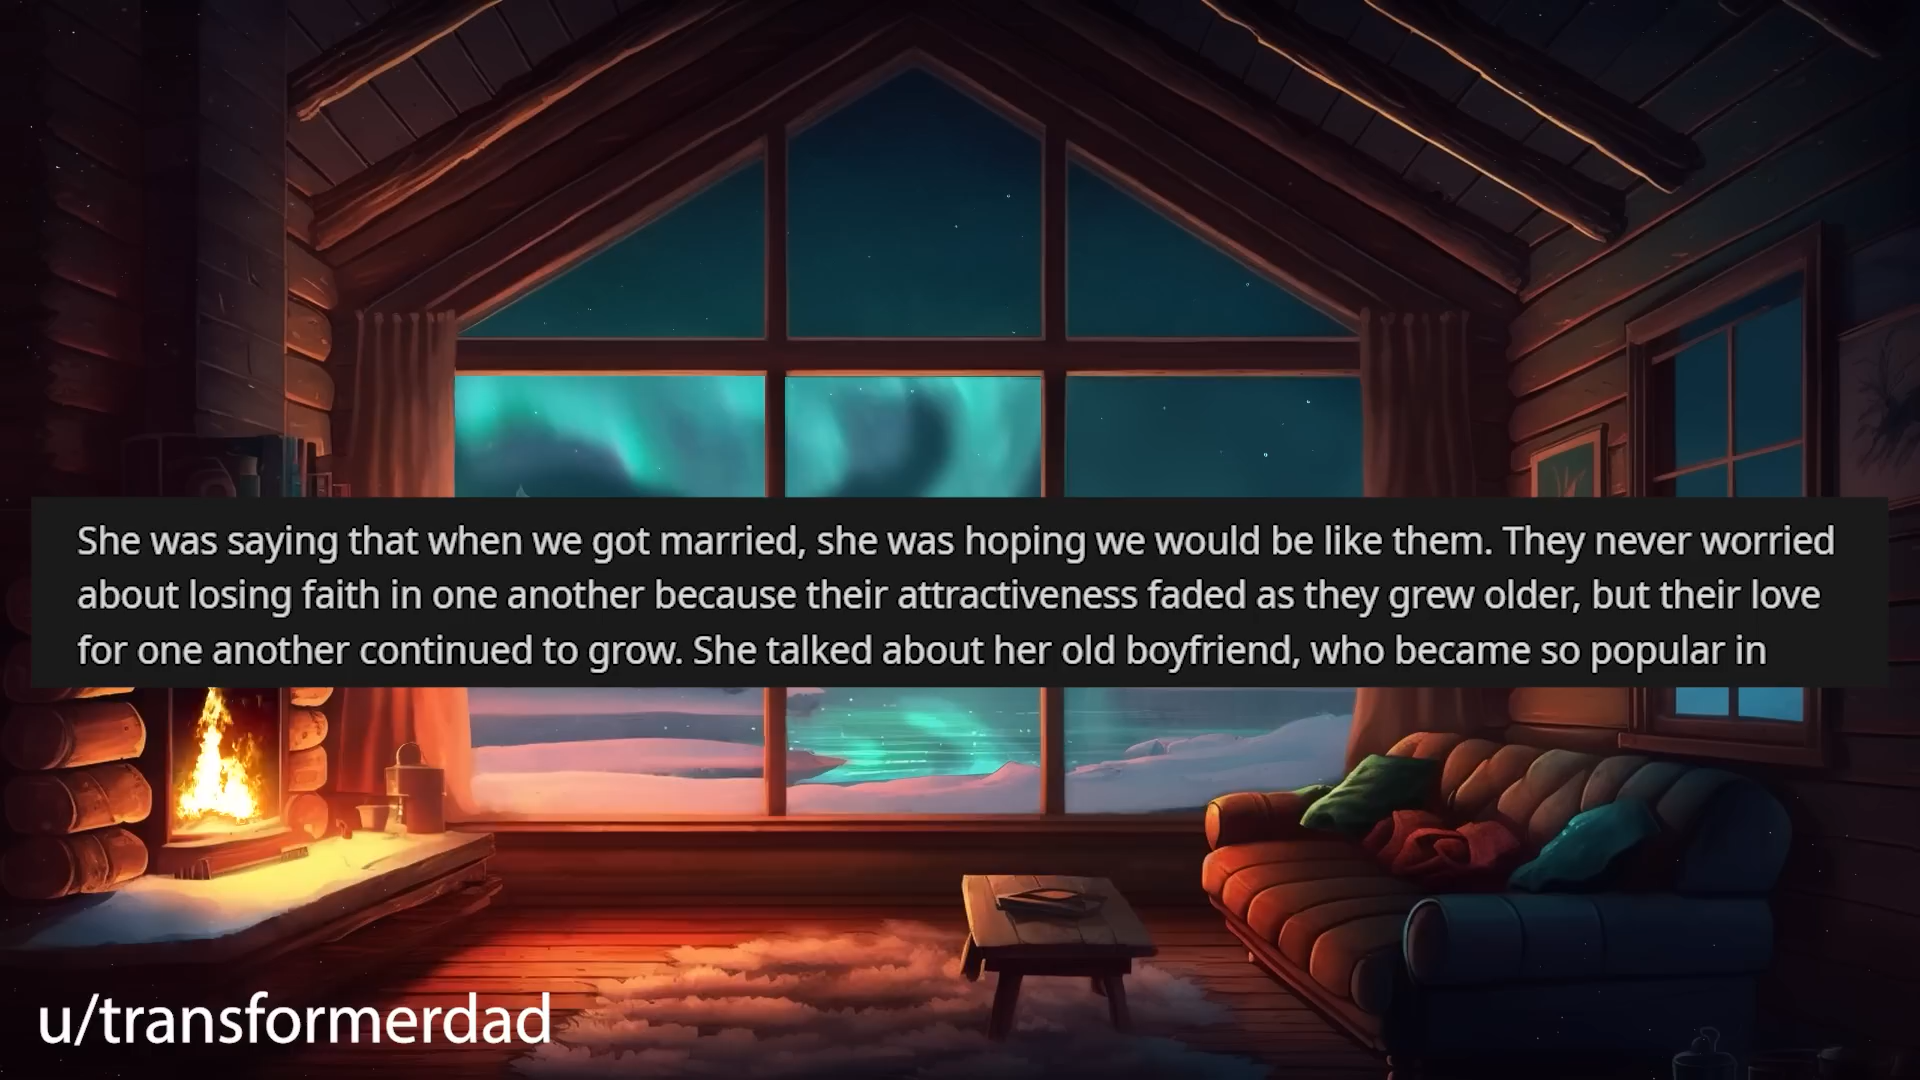 She was saying that when we got married, she was hoping we would be like them. They never worried
about losing faith in one another because their attractiveness faded as they grew older, but their love
for one another continued to grow. She talked about her old boyfriend, who became so popular in
u/transformerdad